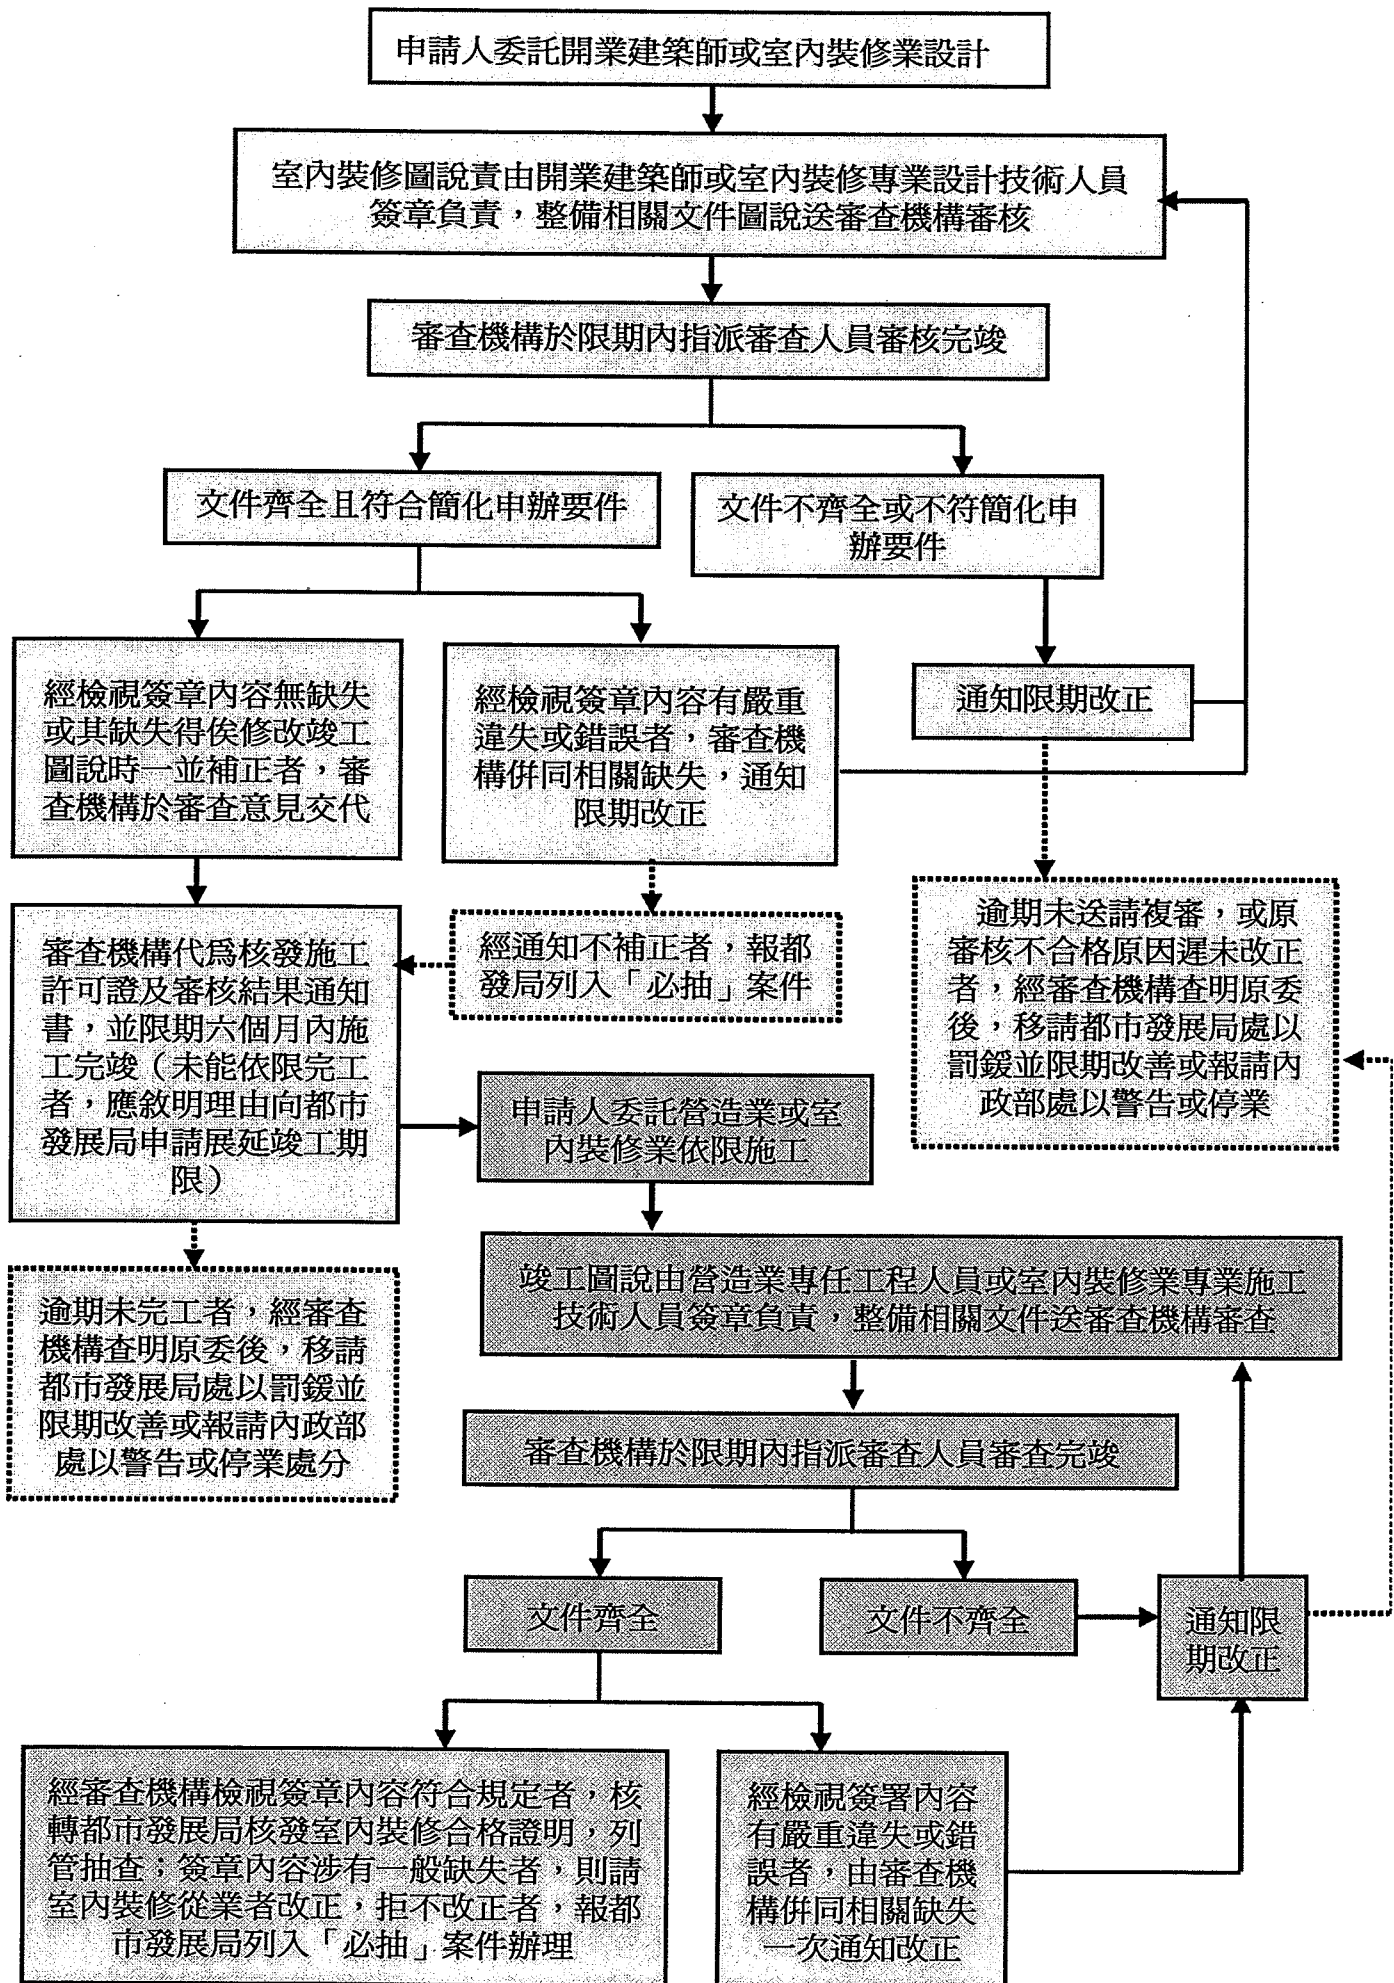 申請人委託開業建築師或室內裝修業設計
室內裝修圖說責由開業建築師或室內裝修專業設計技術人員
簽章負責，整備相關文件圖說送審查機構審核
審查機構於限期內指派審查人員審核完竣
文件齊全且符合簡化申辦要件
文件不齊全或不符簡化申
辦要件
經檢視簽章內容無缺失
或其缺失得俟修改竣工
圖說時一並補正者，審
查機構於審查意見交代
經檢視簽章內容有嚴重
違失或錯誤者，審查機
構併同相關缺失，通知
限期改正
通知限期改正
審查機構代為核發施工
許可證及審核結果通知
書，並限期六個月內施
工完竣（未能依限完工
者，應敘明理由向都市
發展局申請展延竣工期
限）
經通知不補正者，報都
發局列入「必抽」案件
逾期未送請複審，或原
審核不合格原因遲未改正
者，經審查機構查明原委
後，移請都市發展局處以
罰鍰並限期改善或報請內
政部處以警告或停業
申請人委託營造業或室
內裝修業依限施工
竣工圖說由營造業專任工程人員或室內裝修業專業施工
技術人員簽章負責，整備相關文件送審查機構審查
逾期未完工者，經審查
機構查明原委後，移請
都市發展局處以罰鍰並
限期改善或報請內政部
處以警告或停業處分
審查機構於限期內指派審查人員審查完竣
文件齊全
文件不齊全
通知限
期改正
經審查機構檢視簽章內容符合規定者，核
轉都市發展局核發室內裝修合格證明，列
管抽查；簽章內容涉有一般缺失者，則請
室內裝修從業者改正，拒不改正者，報都
市發展局列入「必抽」案件辦理
經檢視簽署內容
有嚴重違失或錯
誤者，由審查機
構併同相關缺失
一次通知改正